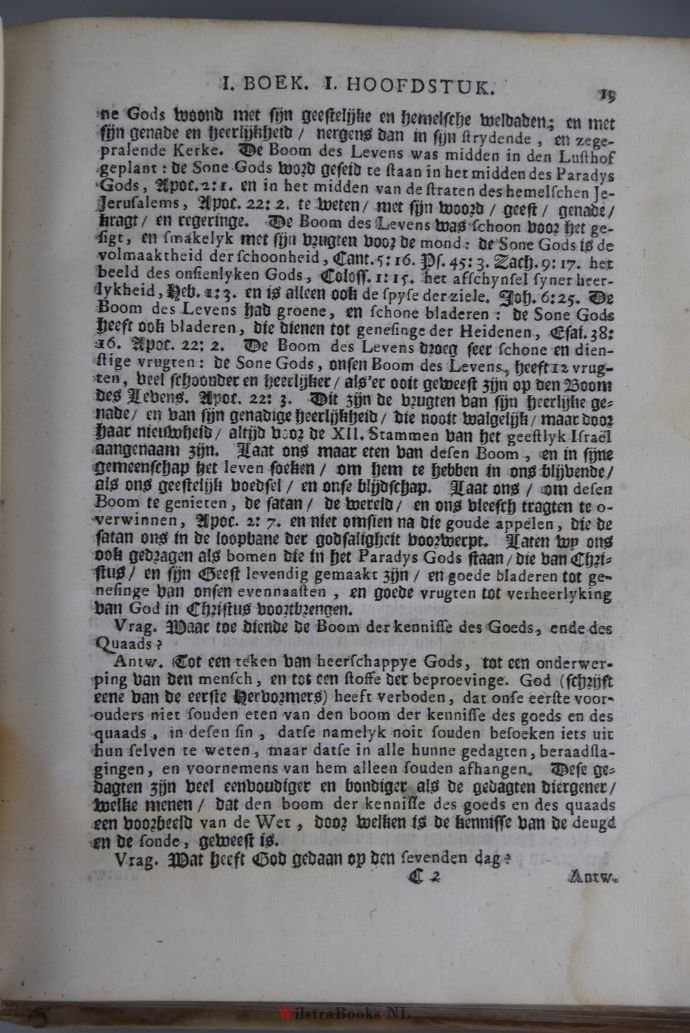 I. BOEK. I. HOOFDSTUK. 19
ne Gods woond met sijn geestelijke en hemelsche weldaden; en met
sijn genade en heerlijkheid / nergens dan in sijn strydende, en zege-
pralende Kerke. De Boom des Levens was midden in den Lusthof
geplant: de Sone Gods word geseid te staan in het midden des Paradys
Gods, Apoc. 2: 1. en in het midden van de straten des hemelschen Je-
Jerusalems, Apoc. 22: 2. te weten / met sijn woord / geest / genade /
kragt / en regeringe. De Boom des Levens was schoon voor het ge-
sigt, en smakelyk met sijn vrugten voor de mond: de Sone Gods is de
volmaaktheid der schoonheid, Cant. 5: 16. Ps. 45: 3. Zach. 9: 17. het
beeld des onsienlyken Gods, Coloss. 1: 15. het afschynsel syner heer-
lykheid, Heb. 1: 3. en is alleen ook de spyse der ziele. Joh. 6: 25. De
Boom des Levens had groene, en schone bladeren: de Sone Gods
heeft ook bladeren, die dienen tot genesinge der Heidenen, Esai. 38:
16. Apoc. 22: 2. De Boom des Levens droeg seer schone en dien-
stige vrugten: de Sone Gods, onsen Boom des Levens, heeft 12 vrug-
ten, veel schoonder en heerlijker / als'er ooit geweest zijn op den Boom
des Levens. Apoc. 22: 3. Dit zijn de vrugten van sijn heerlijke ge-
nade / en van sijn genadige heerlijkheid / die nooit walgelijk / maar door
haar nieuwheid / altijd voor de XII. Stammen van het geestlyk Israël
aangenaam zijn. Laat ons maar eten van desen Boom, en in sijne
gemeenschap het leven soeken / om hem te hebben in ons blijvende /
als ons geestelijk voedsel / en onse blijdschap. Laat ons / om desen
Boom te genieten, de satan / de wereld / en ons vleesch tragten te o-
verwinnen, Apoc. 2: 7. en niet omsien na die goude appelen, die de
satan ons in de loopbane der godsaligheit voorwerpt. Laten wy ons
ook gedragen als bomen die in het Paradys Gods staan / die van Chri-
stus / en sijn Geest levendig gemaakt zijn / en goede bladeren tot ge-
nesinge van onsen evennaasten, en goede vrugten tot verheerlyking
van God in Christus voortbrengen.
Vrag. Waar toe diende de Boom der kennisse des Goeds, ende des
Quaads?
Antw. Tot een teken van heerschappye Gods, tot een onderwer-
ping van den mensch, en tot een stoffe der beproevinge. God (schrijft
eene van de eerste Hervormers) heeft verboden, dat onse eerste voor-
ouders niet souden eten van den boom der kennisse des goeds en des
quaads, in desen sin, datse namelyk noit souden besoeken iets uit
hun selven te weten, maar datse in alle hunne gedagten, beraadsla-
gingen, en voornemens van hem alleen souden afhangen. Dese ge-
dagten zijn veel eenvoudiger en bondiger als de gedagten diergener /
welke menen / dat den boom der kennisse des goeds en des quaads
een voorbeeld van de Wet, door welken is de kennisse van de deugd
en de sonde, geweest is.
Vrag. Wat heeft God gedaan op den sevenden dag?
C 2 Antw.
WilstraBooks NL